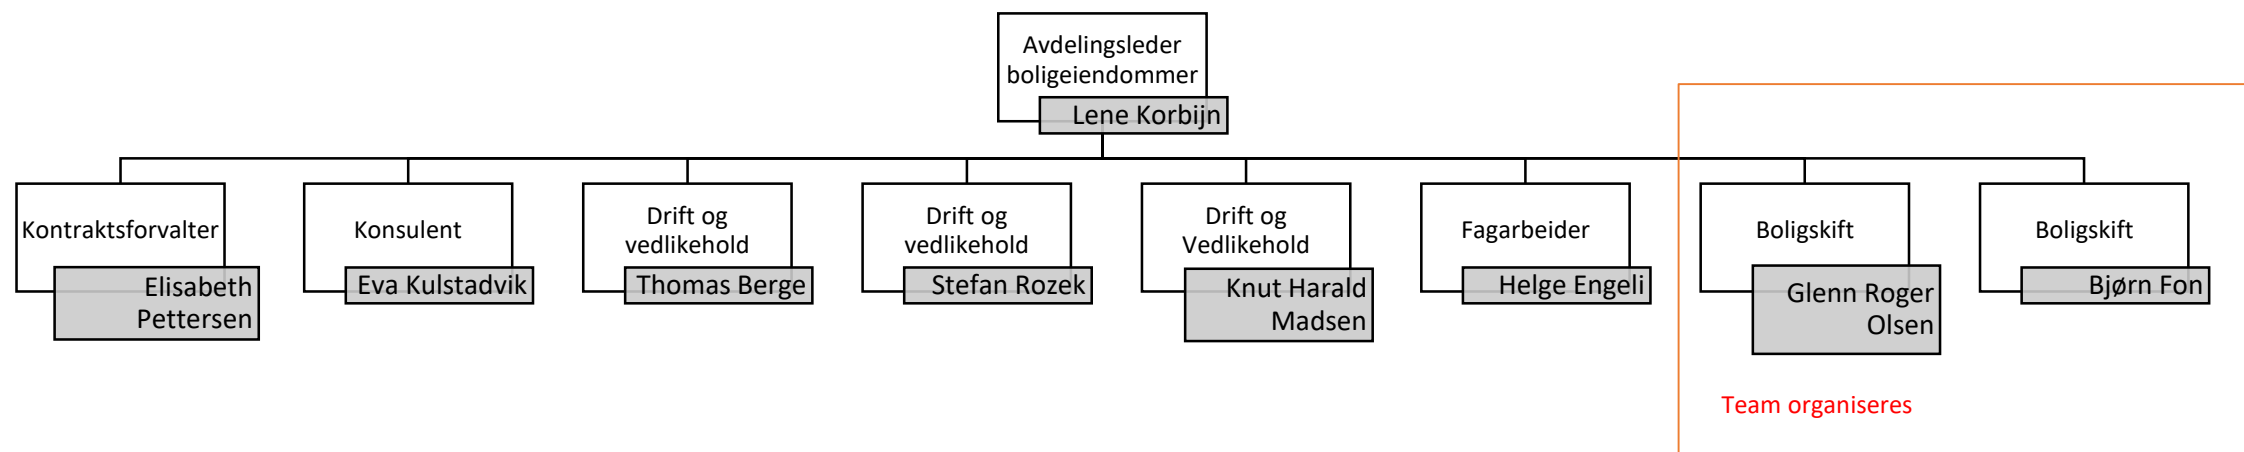 Avdelingsleder
boligeiendommer
Lene Korbijn
Kontraktsforvalter
Elisabeth
Pettersen
Konsulent
Eva Kulstadvik
Drift og
vedlikehold
Thomas Berge
Drift og
vedlikehold
Stefan Rozek
Drift og
Vedlikehold
Knut Harald
Madsen
Fagarbeider
Helge Engeli
Boligskift
Glenn Roger
Olsen
Boligskift
Bjørn Fon
Team organiseres